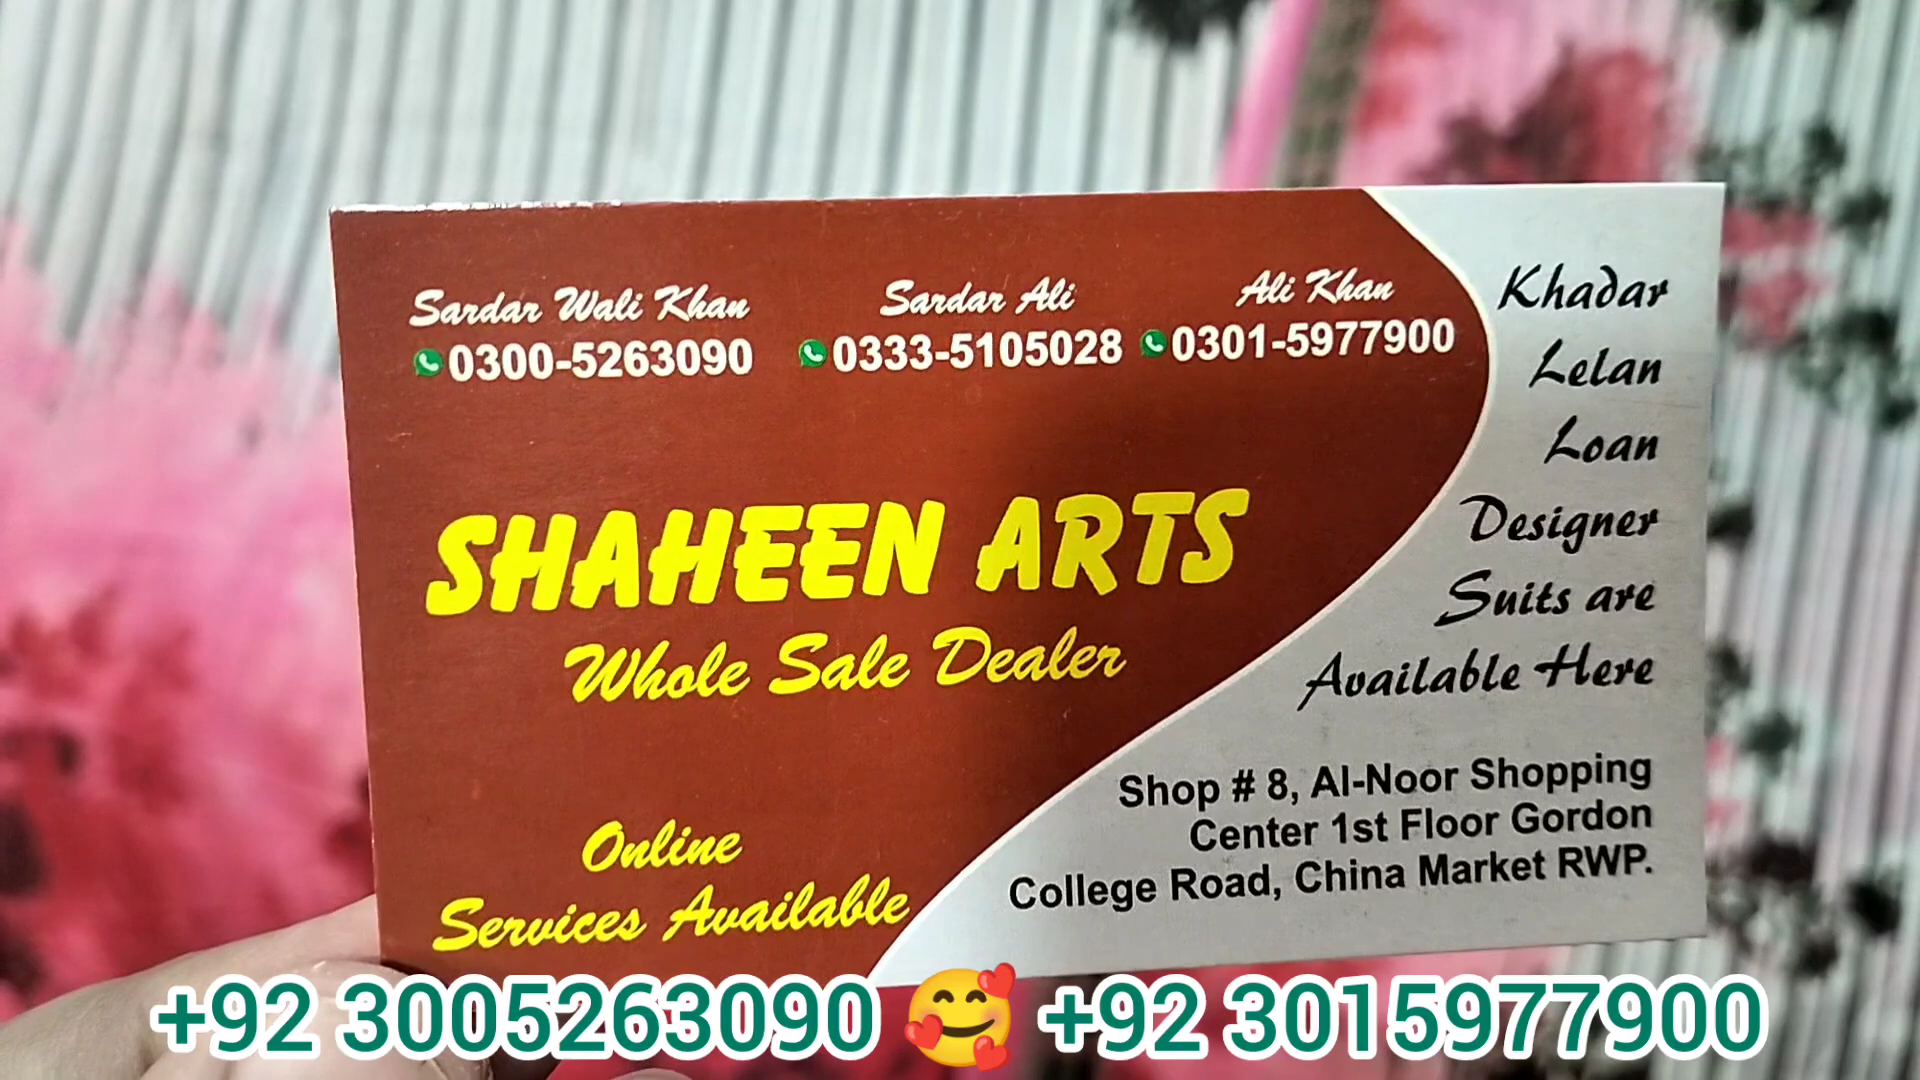 Sardar Wali Khan
0300-5263090
Sardar Ali
0333-5105028
Ali Khan
0301-5977900
SHAHEEN ARTS
Whole Sale Dealer
Online
Services Available
Khadar
Lelan
Loan
Designer
Suits are
Available Here
Shop # 8, Al-Noor Shopping
Center 1st Floor Gordon
College Road, China Market RWP.
+92 3005263090 🥰 +92 3015977900